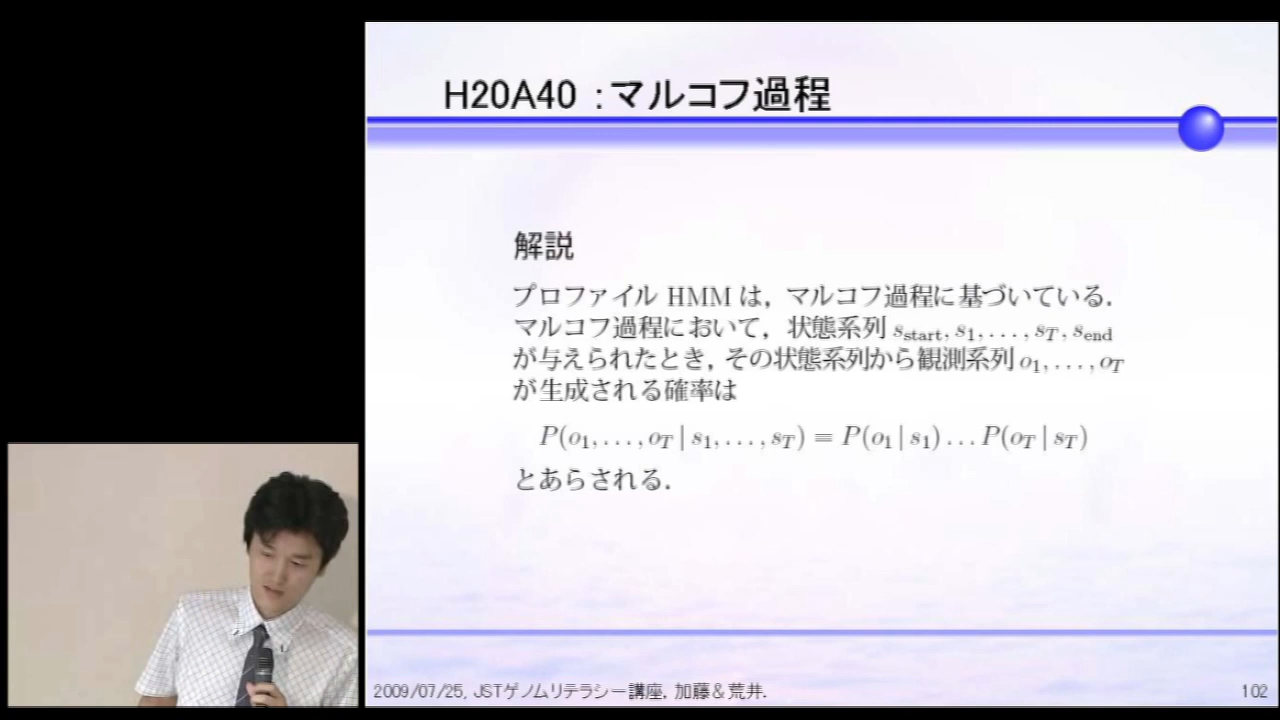 H20A40 :マルコフ過程
解説
プロファイル HMM は, マルコフ過程に基づいている.
マルコフ過程において, 状態系列 s_start, s_1, . . . , s_T, s_end
が与えられたとき, その状態系列から観測系列 o_1, . . . , o_T
が生成される確率は
P(o_1, . . . , o_T | s_1, . . . , s_T) = P(o_1 | s_1) . . . P(o_T | s_T)
とあらされる.
2009/07/25, JSTゲノムリテラシー講座, 加藤&荒井.
102